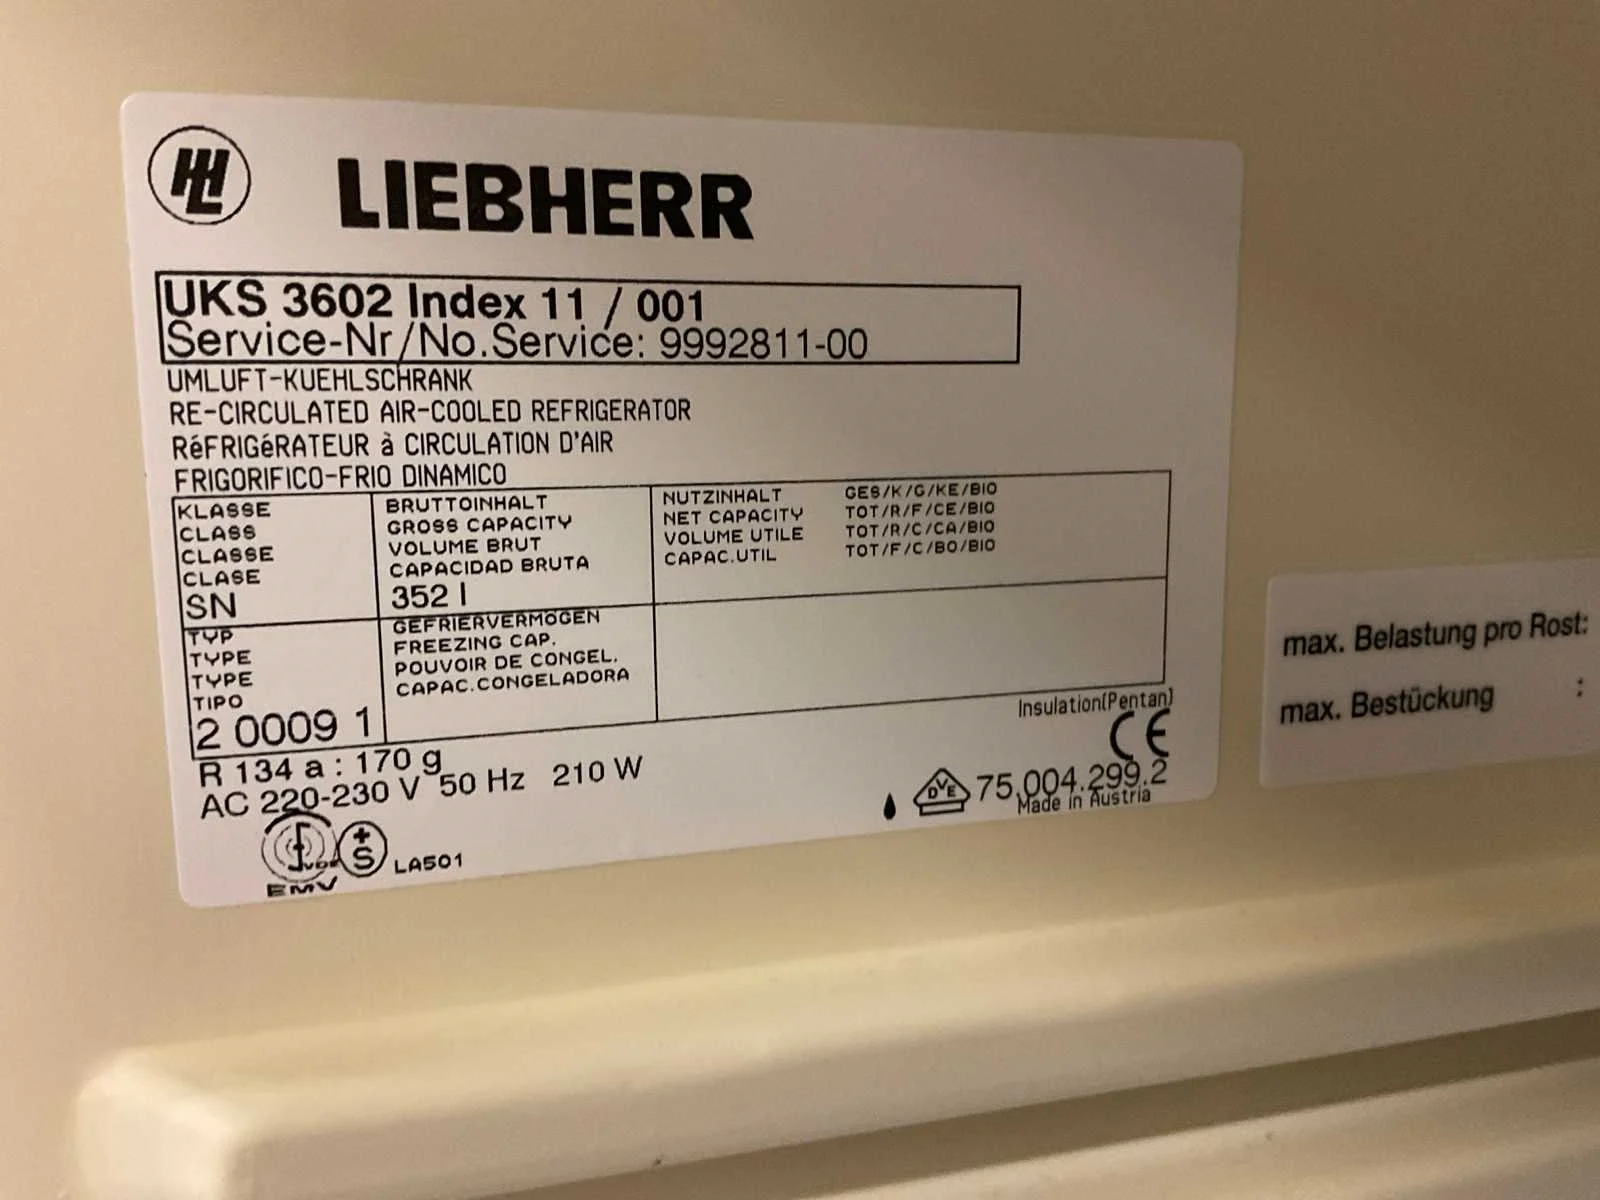 HL LIEBHERR
UKS 3602 Index 11 / 001
Service-Nr/No.Service: 9992811-00
UMLUFT-KUEHLSCHRANK
RE-CIRCULATED AIR-COOLED REFRIGERATOR
RéFRIGéRATEUR à CIRCULATION D'AIR
FRIGORIFICO-FRIO DINAMICO
KLASSE
CLASS
CLASSE
CLASE
SN
BRUTTOINHALT
GROSS CAPACITY
VOLUME BRUT
CAPACIDAD BRUTA
352 l
NUTZINHALT GES/K/G/KE/BIO
NET CAPACITY TOT/R/F/CE/BIO
VOLUME UTILE TOT/R/C/CA/BIO
CAPAC.UTIL TOT/F/C/BO/BIO
TYP
TYPE
TYPE
TIPO
2 0009 1
GEFRIERVERMÖGEN
FREEZING CAP.
POUVOIR DE CONGEL.
CAPAC.CONGELADORA
R 134 a : 170 g
AC 220-230 V 50 Hz 210 W
Insulation(Pentan)
CE
DVE 75.004.299.2
Made in Austria
VDE
EMV
+S LA501
max. Belastung pro Rost:
max. Bestückung :